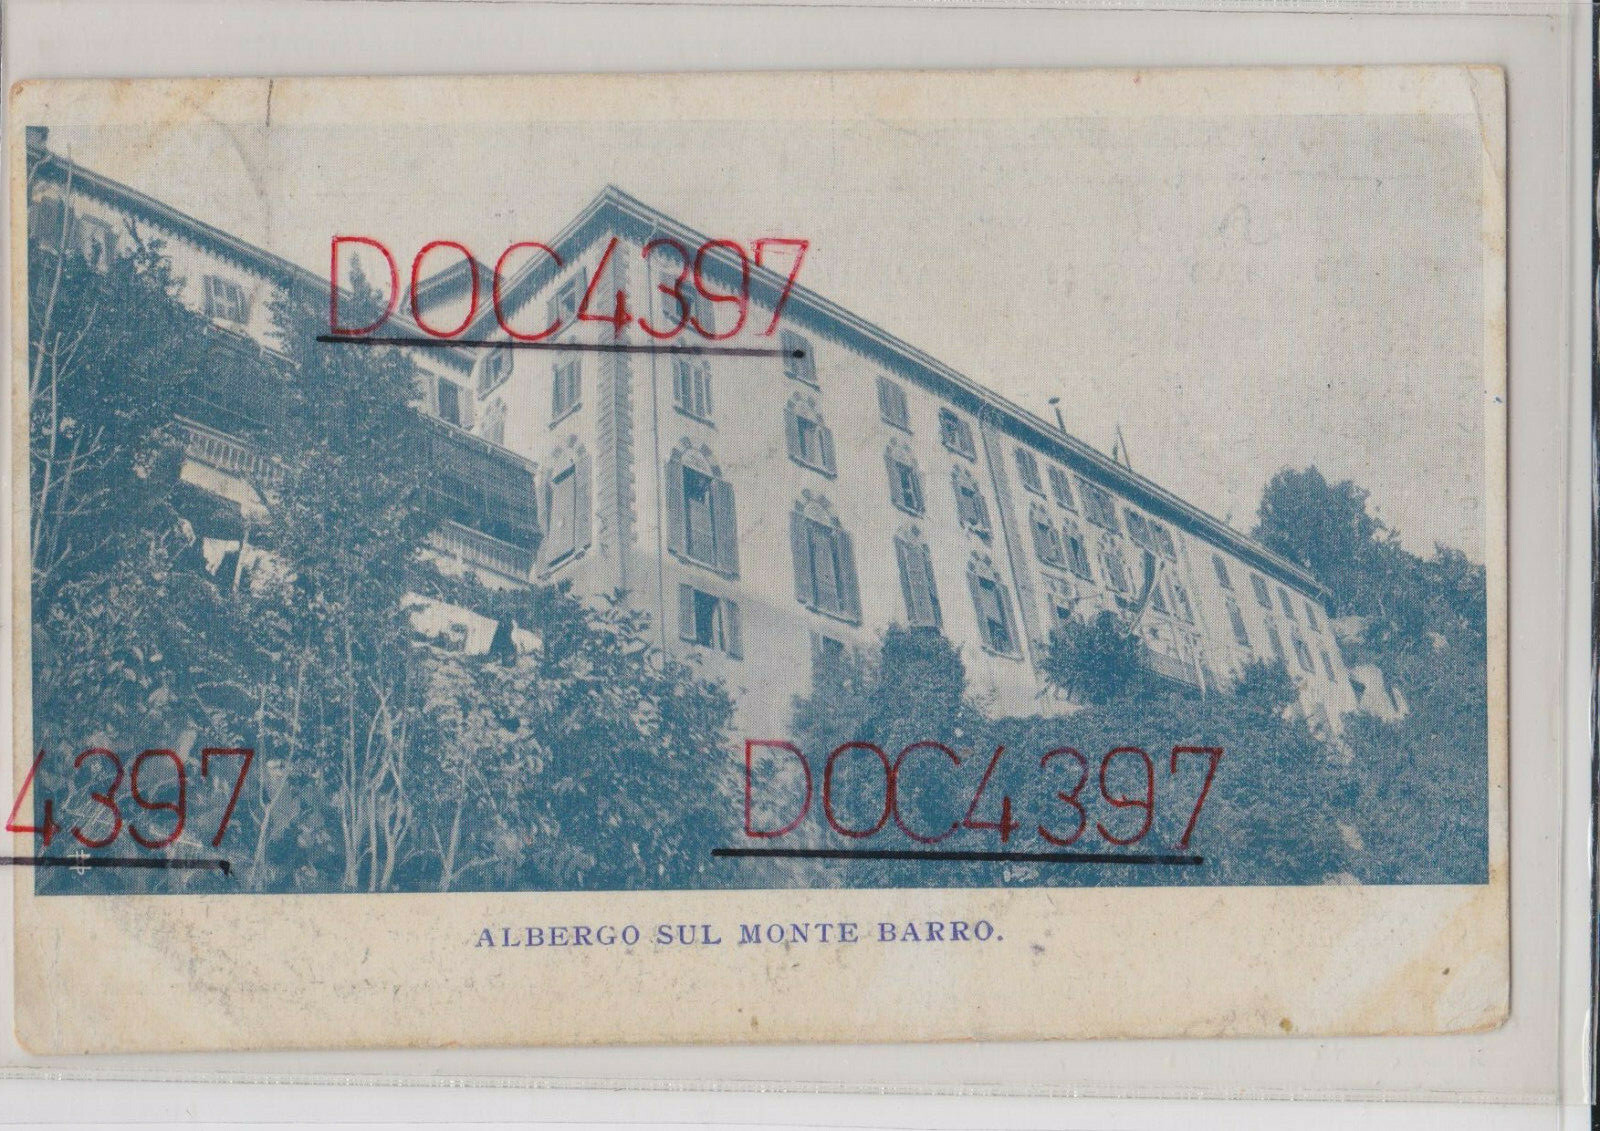 DOC4397
4397
DOC4397
ALBERGO SUL MONTE BARRO.